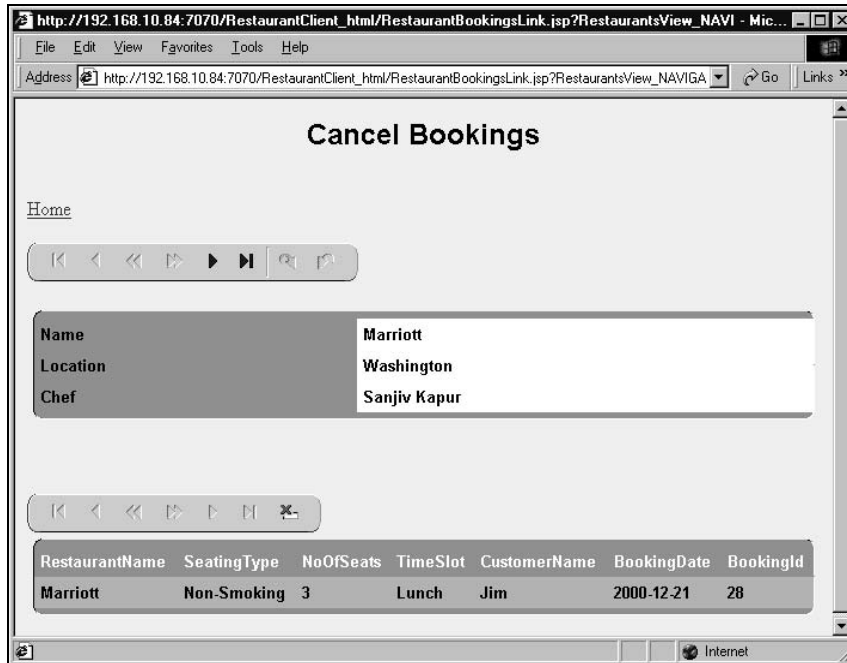 http://192.168.10.84:7070/RestaurantClient_html/RestaurantBookingsLink.jsp?RestaurantsView_NAVI - Mic...
File Edit View Favorites Tools Help
Address http://192.168.10.84:7070/RestaurantClient_html/RestaurantBookingsLink.jsp?RestaurantsView_NAVIGA Go Links »
Cancel Bookings
Home
Name Marriott
Location Washington
Chef Sanjiv Kapur
RestaurantName SeatingType NoOfSeats TimeSlot CustomerName BookingDate BookingId
Marriott Non-Smoking 3 Lunch Jim 2000-12-21 28
Internet